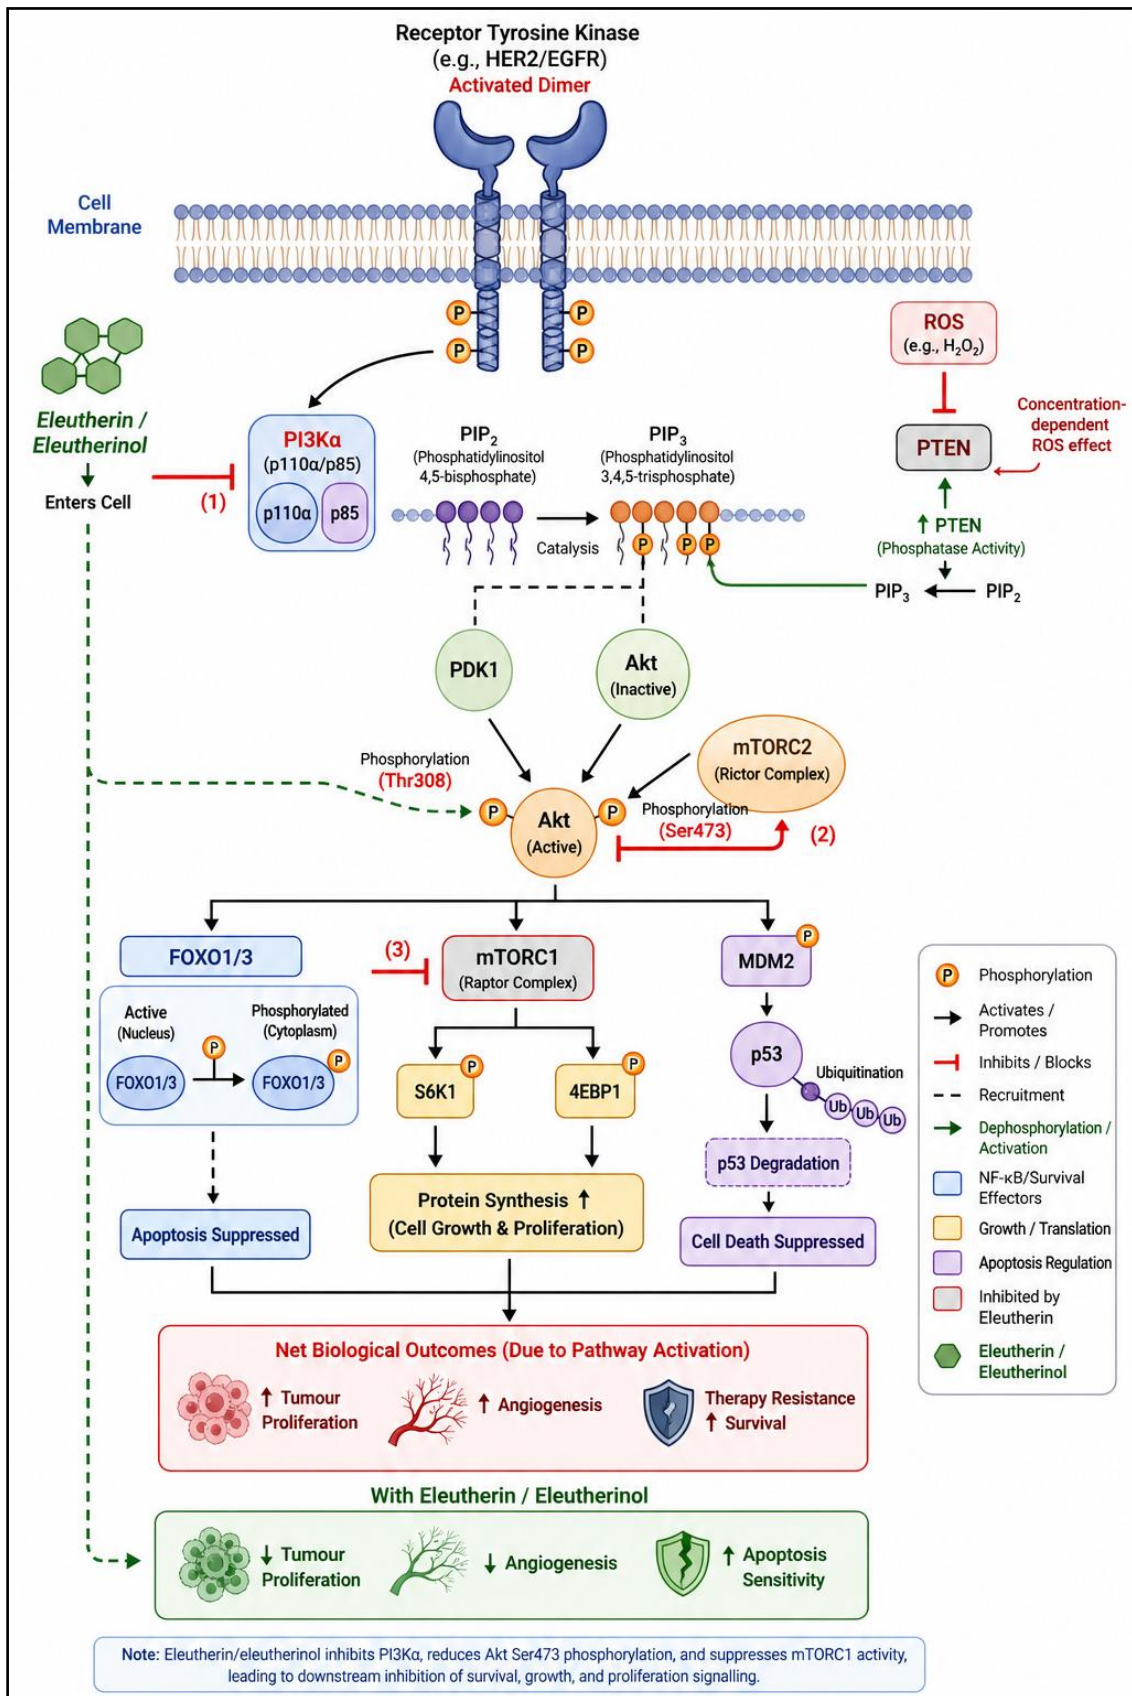 Receptor Tyrosine Kinase
(e.g., HER2/EGFR)
Activated Dimer
Cell
Membrane
P
P
P
P
Eleutherin /
Eleutherinol
Enters Cell
(1)
PI3Kα
(p110α/p85)
p110α
p85
PIP₂
(Phosphatidylinositol
4,5-bisphosphate)
Catalysis
PIP₃
(Phosphatidylinositol
3,4,5-trisphosphate)
P
P
P
ROS
(e.g., H₂O₂)
PTEN
Concentration-
dependent
ROS effect
↑ PTEN
(Phosphatase Activity)
PIP₃
PIP₂
PDK1
Akt
(Inactive)
mTORC2
(Rictor Complex)
Phosphorylation
(Thr308)
P
Akt
(Active)
P
Phosphorylation
(Ser473)
(2)
FOXO1/3
Active
(Nucleus)
FOXO1/3
P
Phosphorylated
(Cytoplasm)
FOXO1/3
P
Apoptosis Suppressed
(3)
mTORC1
(Raptor Complex)
S6K1
P
4EBP1
P
Protein Synthesis ↑
(Cell Growth & Proliferation)
MDM2
P
p53
Ubiquitination
Ub
Ub
Ub
p53 Degradation
Cell Death Suppressed
P
Phosphorylation
Activates /
Promotes
Inhibits / Blocks
Recruitment
Dephosphorylation /
Activation
NF-κB/Survival
Effectors
Growth / Translation
Apoptosis Regulation
Inhibited by
Eleutherin
Eleutherin /
Eleutherinol
Net Biological Outcomes (Due to Pathway Activation)
↑ Tumour
Proliferation
↑ Angiogenesis
Therapy Resistance
↑ Survival
With Eleutherin / Eleutherinol
↓ Tumour
Proliferation
↓ Angiogenesis
↑ Apoptosis
Sensitivity
Note: Eleutherin/eleutherinol inhibits PI3Kα, reduces Akt Ser473 phosphorylation, and suppresses mTORC1 activity,
leading to downstream inhibition of survival, growth, and proliferation signalling.